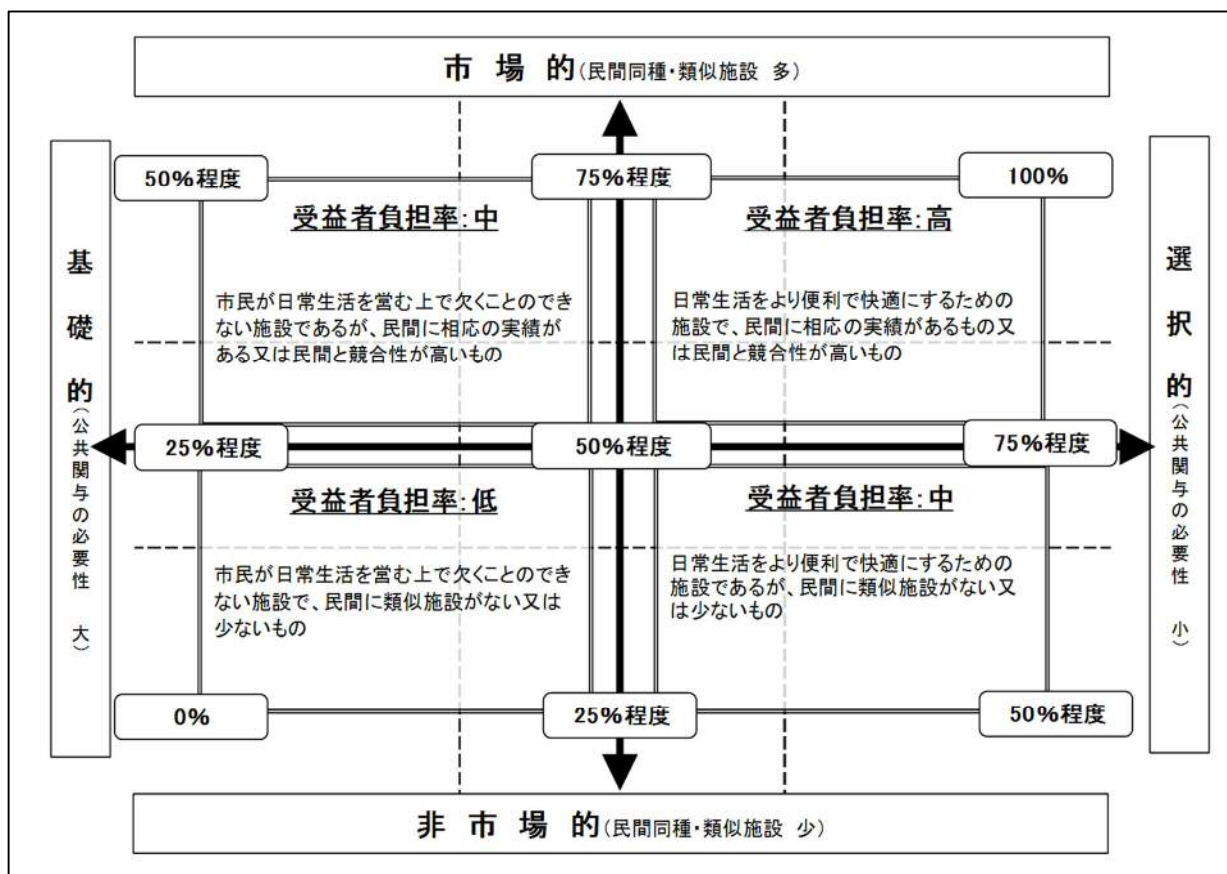 市場的(民間同種・類似施設 多)
50%程度
75%程度
100%
受益者負担率:中
受益者負担率:高
基礎的(公共関与の必要性 大)
選択的(公共関与の必要性 小)
市民が日常生活を営む上で欠くことのでき
ない施設であるが、民間に相応の実績が
ある又は民間と競合性が高いもの
日常生活をより便利で快適にするための
施設で、民間に相応の実績があるもの又
は民間と競合性が高いもの
25%程度
50%程度
75%程度
受益者負担率:低
受益者負担率:中
市民が日常生活を営む上で欠くことのでき
ない施設で、民間に類似施設がない又は
少ないもの
日常生活をより便利で快適にするための
施設であるが、民間に類似施設がない又
は少ないもの
0%
25%程度
50%程度
非市場的(民間同種・類似施設 少)